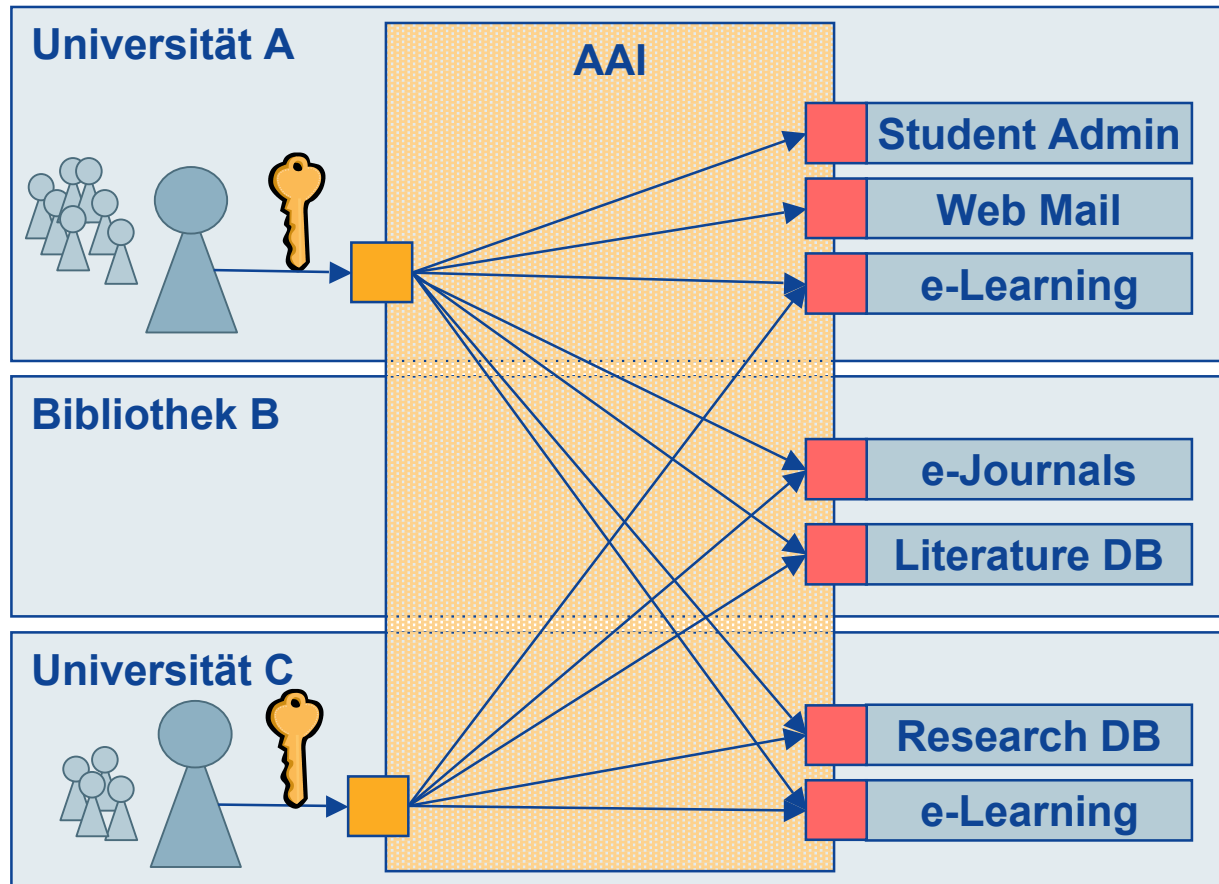 Universität A
AAI
Student Admin
Web Mail
e-Learning
Bibliothek B
e-Journals
Literature DB
Universität C
Research DB
e-Learning